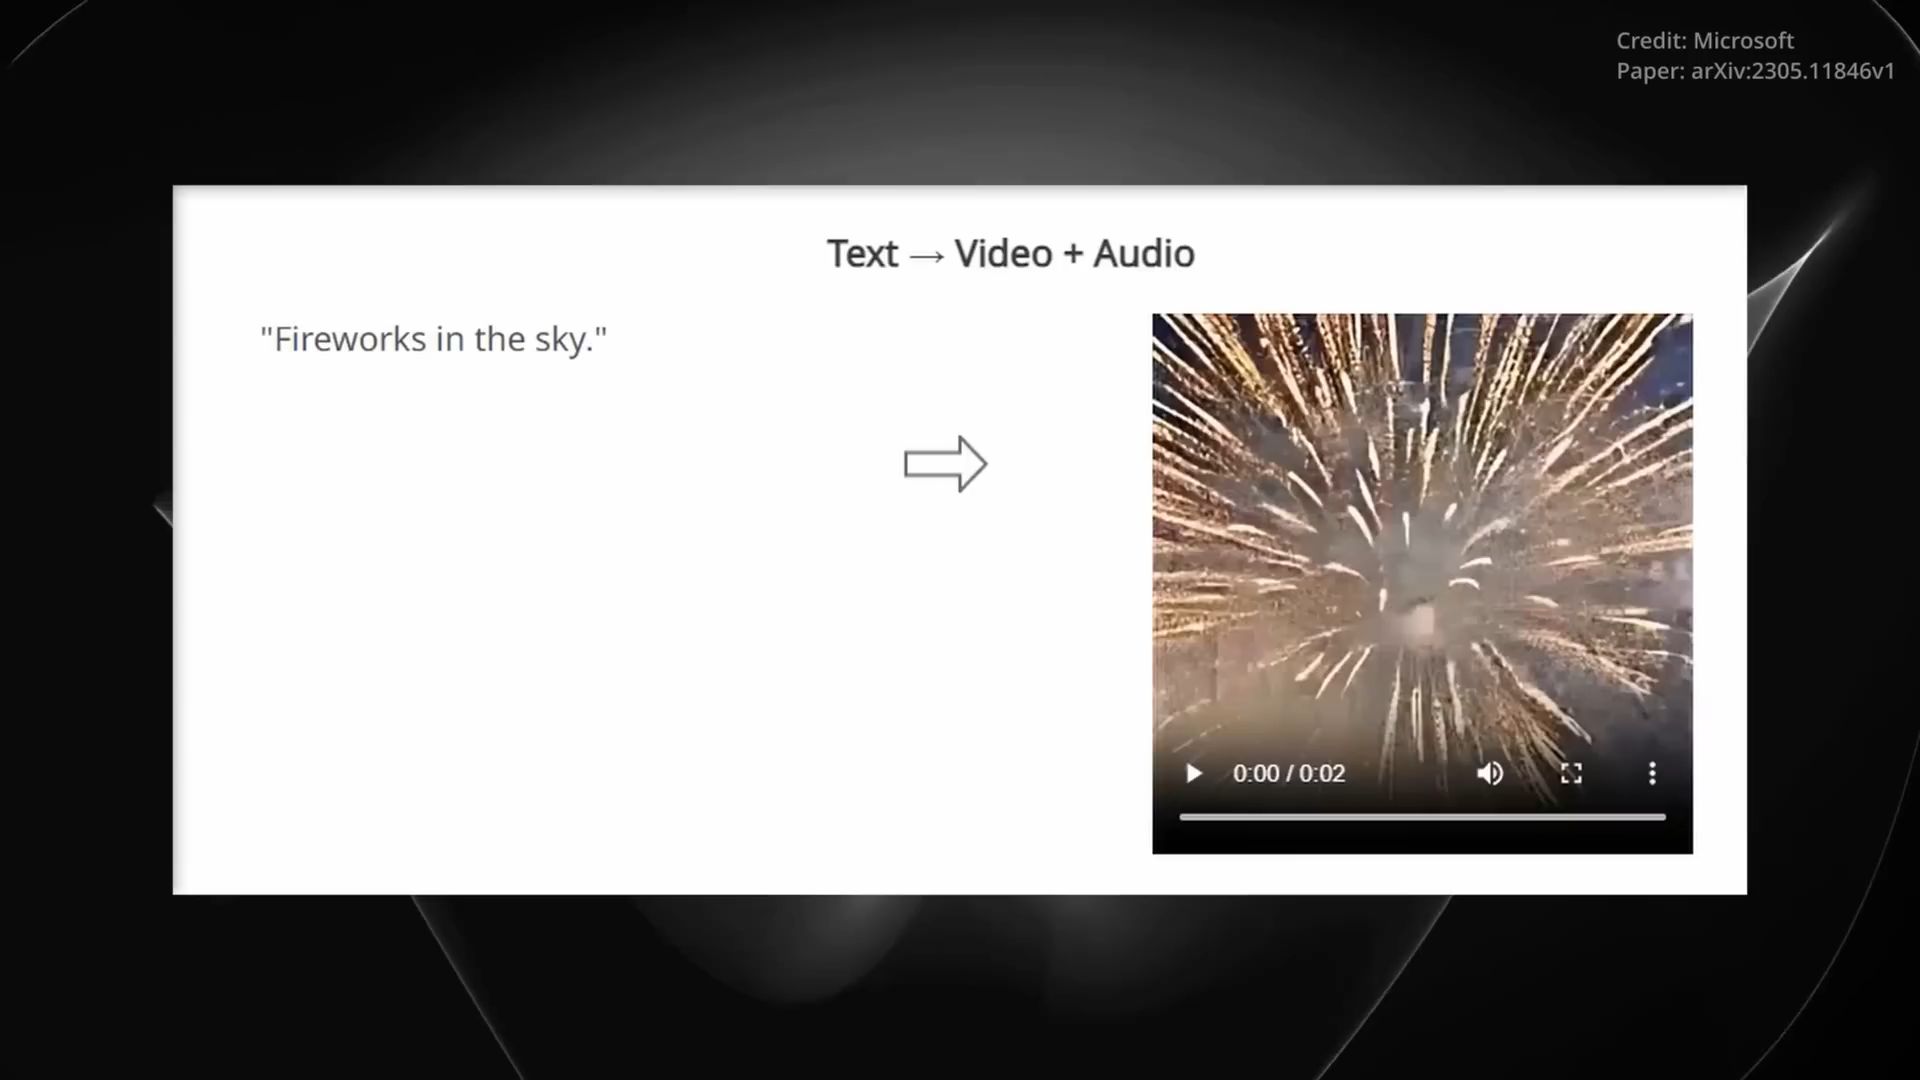 Credit: Microsoft
Paper: arXiv:2305.11846v1
Text → Video + Audio
"Fireworks in the sky."
0:00 / 0:02